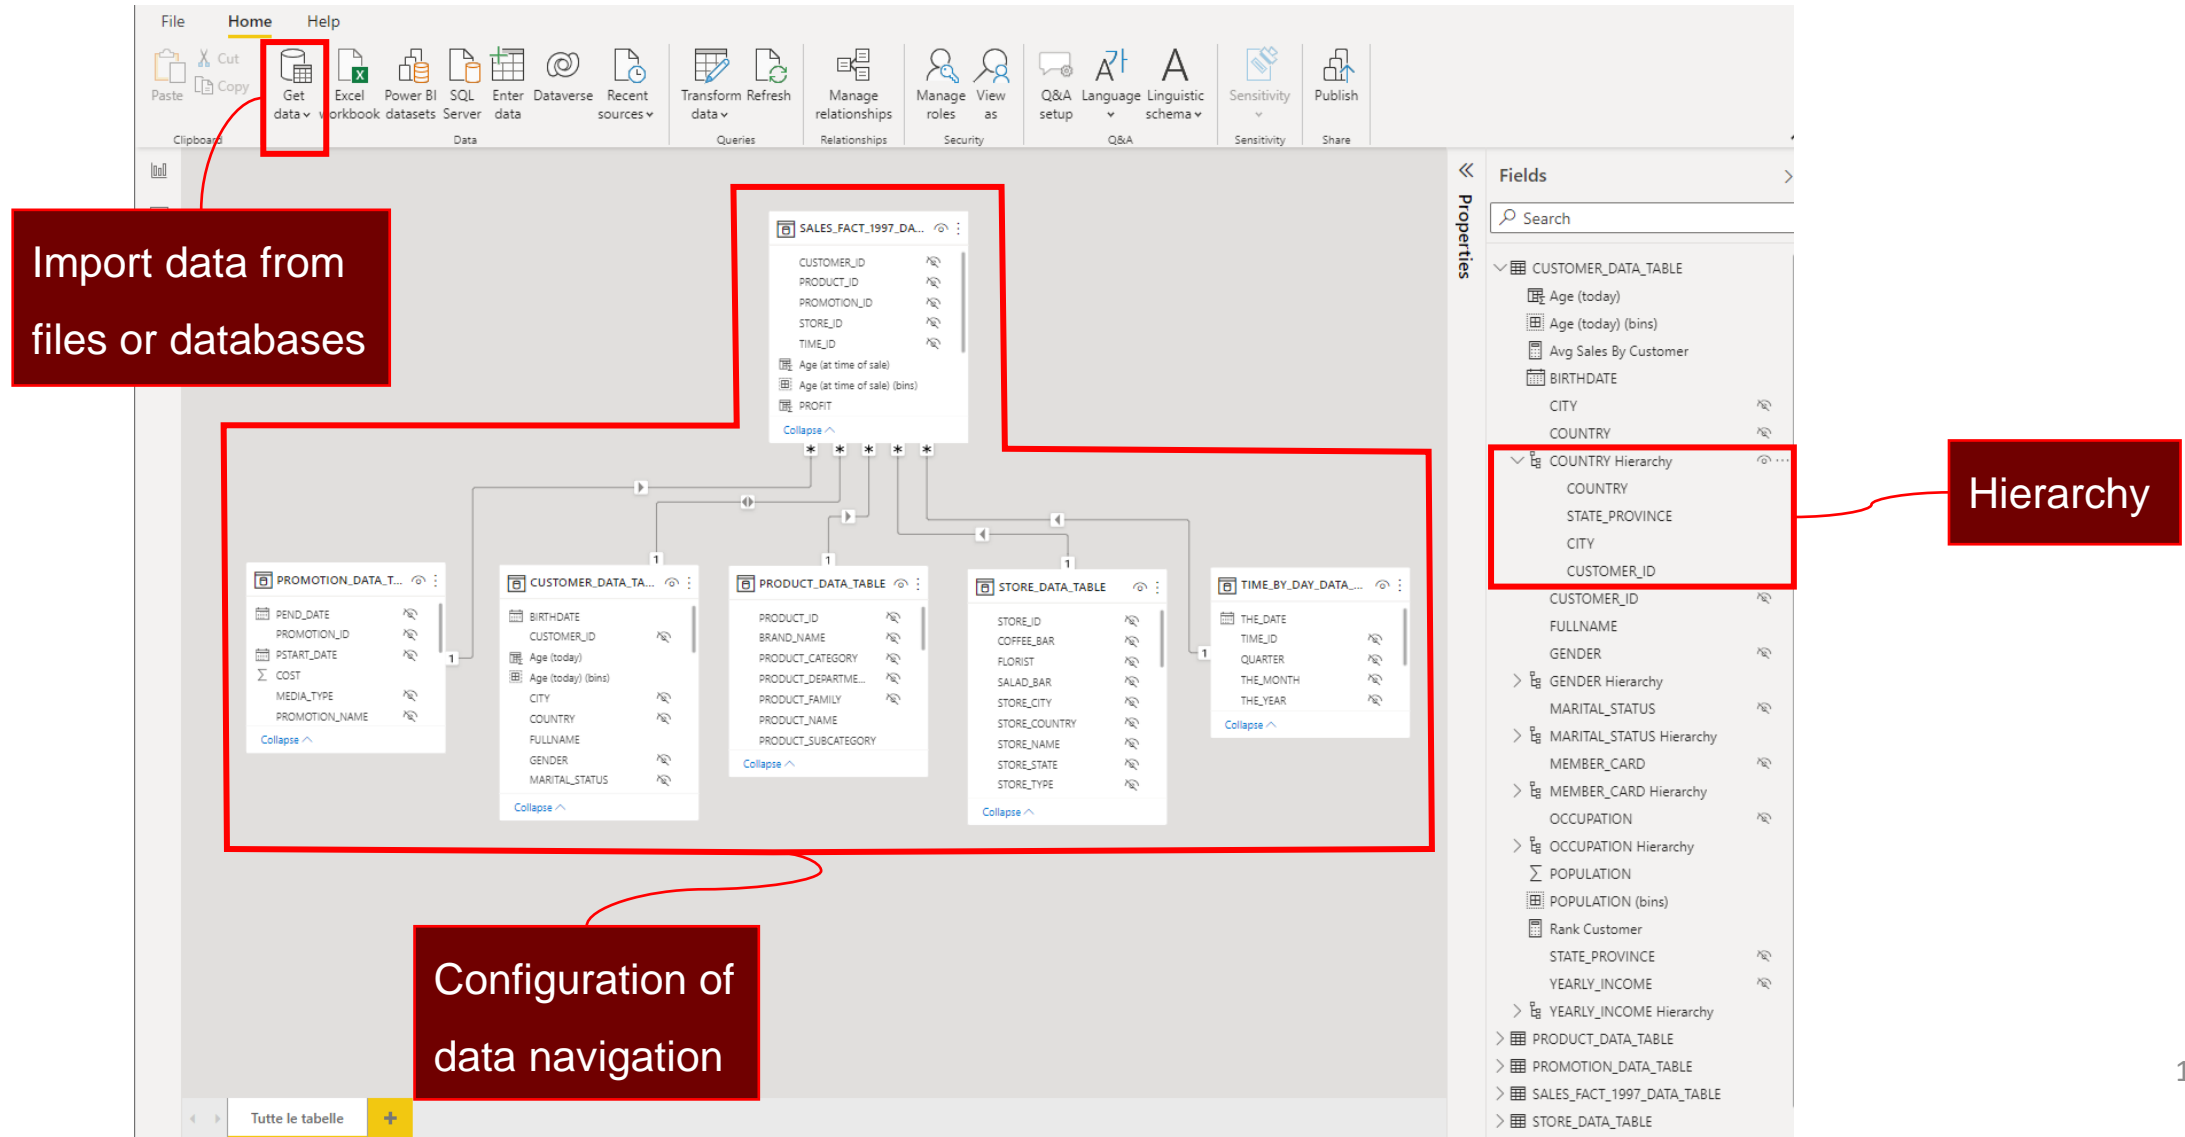 File Home Help
Cut
Copy
Paste
Get data
Excel workbook
Power BI datasets
SQL Server
Enter data
Dataverse
Recent sources
Transform data
Refresh
Manage relationships
Manage roles
View as
Q&A setup
Language
Linguistic schema
Sensitivity
Publish
Clipboard
Data
Queries
Relationships
Security
Q&A
Sensitivity
Share
Import data from
files or databases
SALES_FACT_1997_DA...
CUSTOMER_ID
PRODUCT_ID
PROMOTION_ID
STORE_ID
TIME_ID
Age (at time of sale)
Age (at time of sale) (bins)
PROFIT
Collapse
* * * * *
1
1
1
1
1
PROMOTION_DATA_T...
PEND_DATE
PROMOTION_ID
PSTART_DATE
COST
MEDIA_TYPE
PROMOTION_NAME
Collapse
CUSTOMER_DATA_TA...
BIRTHDATE
CUSTOMER_ID
Age (today)
Age (today) (bins)
CITY
COUNTRY
FULLNAME
GENDER
MARITAL_STATUS
Collapse
PRODUCT_DATA_TABLE
PRODUCT_ID
BRAND_NAME
PRODUCT_CATEGORY
PRODUCT_DEPARTME...
PRODUCT_FAMILY
PRODUCT_NAME
PRODUCT_SUBCATEGORY
Collapse
STORE_DATA_TABLE
STORE_ID
COFFEE_BAR
FLORIST
SALAD_BAR
STORE_CITY
STORE_COUNTRY
STORE_NAME
STORE_STATE
STORE_TYPE
Collapse
TIME_BY_DAY_DATA_...
THE_DATE
TIME_ID
QUARTER
THE_MONTH
THE_YEAR
Collapse
Configuration of
data navigation
Tutte le tabelle
Properties
Fields
Search
CUSTOMER_DATA_TABLE
Age (today)
Age (today) (bins)
Avg Sales By Customer
BIRTHDATE
CITY
COUNTRY
COUNTRY Hierarchy
COUNTRY
STATE_PROVINCE
CITY
CUSTOMER_ID
CUSTOMER_ID
FULLNAME
GENDER
GENDER Hierarchy
MARITAL_STATUS
MARITAL_STATUS Hierarchy
MEMBER_CARD
MEMBER_CARD Hierarchy
OCCUPATION
OCCUPATION Hierarchy
POPULATION
POPULATION (bins)
Rank Customer
STATE_PROVINCE
YEARLY_INCOME
YEARLY_INCOME Hierarchy
PRODUCT_DATA_TABLE
PROMOTION_DATA_TABLE
SALES_FACT_1997_DATA_TABLE
STORE_DATA_TABLE
Hierarchy